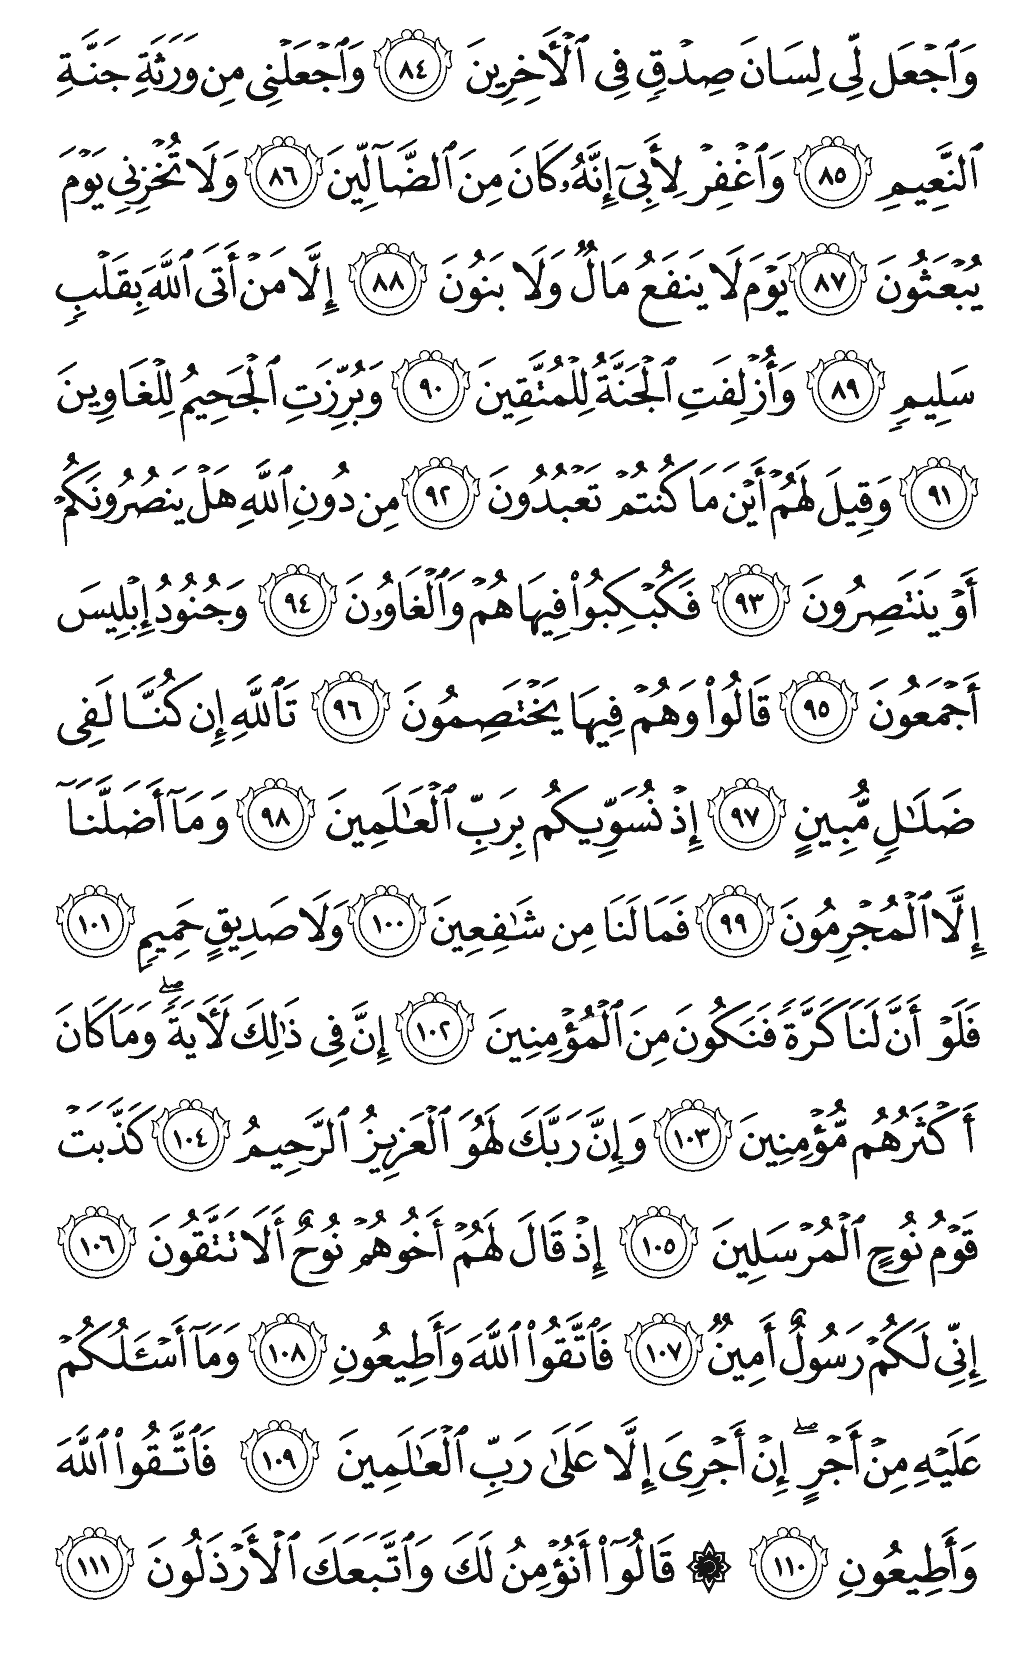 وَٱجۡعَل لِّي لِسَانَ صِدۡقٖ فِي ٱلۡأٓخِرِينَ ٨٤ وَٱجۡعَلۡنِي مِن وَرَثَةِ جَنَّةِ
ٱلنَّعِيمِ ٨٥ وَٱغۡفِرۡ لِأَبِيٓ إِنَّهُۥ كَانَ مِنَ ٱلضَّآلِّينَ ٨٦ وَلَا تُخۡزِنِي يَوۡمَ
يُبۡعَثُونَ ٨٧ يَوۡمَ لَا يَنفَعُ مَالٞ وَلَا بَنُونَ ٨٨ إِلَّا مَنۡ أَتَى ٱللَّهَ بِقَلۡبٖ
سَلِيمٖ ٨٩ وَأُزۡلِفَتِ ٱلۡجَنَّةُ لِلۡمُتَّقِينَ ٩٠ وَبُرِّزَتِ ٱلۡجَحِيمُ لِلۡغَاوِينَ
٩١ وَقِيلَ لَهُمۡ أَيۡنَ مَا كُنتُمۡ تَعۡبُدُونَ ٩٢ مِن دُونِ ٱللَّهِ هَلۡ يَنصُرُونَكُمۡ
أَوۡ يَنتَصِرُونَ ٩٣ فَكُبۡكِبُواْ فِيهَا هُمۡ وَٱلۡغَاوُۥنَ ٩٤ وَجُنُودُ إِبۡلِيسَ
أَجۡمَعُونَ ٩٥ قَالُواْ وَهُمۡ فِيهَا يَخۡتَصِمُونَ ٩٦ تَٱللَّهِ إِن كُنَّا لَفِي
ضَلَٰلٖ مُّبِينٍ ٩٧ إِذۡ نُسَوِّيكُم بِرَبِّ ٱلۡعَٰلَمِينَ ٩٨ وَمَآ أَضَلَّنَآ
إِلَّا ٱلۡمُجۡرِمُونَ ٩٩ فَمَا لَنَا مِن شَٰفِعِينَ ١٠٠ وَلَا صَدِيقٍ حَمِيمٖ ١٠١
فَلَوۡ أَنَّ لَنَا كَرَّةٗ فَنَكُونَ مِنَ ٱلۡمُؤۡمِنِينَ ١٠٢ إِنَّ فِي ذَٰلِكَ لَأٓيَةٗۖ وَمَا كَانَ
أَكۡثَرُهُم مُّؤۡمِنِينَ ١٠٣ وَإِنَّ رَبَّكَ لَهُوَ ٱلۡعَزِيزُ ٱلرَّحِيمُ ١٠٤ كَذَّبَتۡ
قَوۡمُ نُوحٍ ٱلۡمُرۡسَلِينَ ١٠٥ إِذۡ قَالَ لَهُمۡ أَخُوهُمۡ نُوحٌ أَلَا تَتَّقُونَ ١٠٦
إِنِّي لَكُمۡ رَسُولٌ أَمِينٞ ١٠٧ فَٱتَّقُواْ ٱللَّهَ وَأَطِيعُونِ ١٠٨ وَمَآ أَسۡـَٔلُكُمۡ
عَلَيۡهِ مِنۡ أَجۡرٍۖ إِنۡ أَجۡرِيَ إِلَّا عَلَىٰ رَبِّ ٱلۡعَٰلَمِينَ ١٠٩ فَٱتَّقُواْ ٱللَّهَ
وَأَطِيعُونِ ١١٠ ۞ قَالُوٓاْ أَنُؤۡمِنُ لَكَ وَٱتَّبَعَكَ ٱلۡأَرۡذَلُونَ ١١١